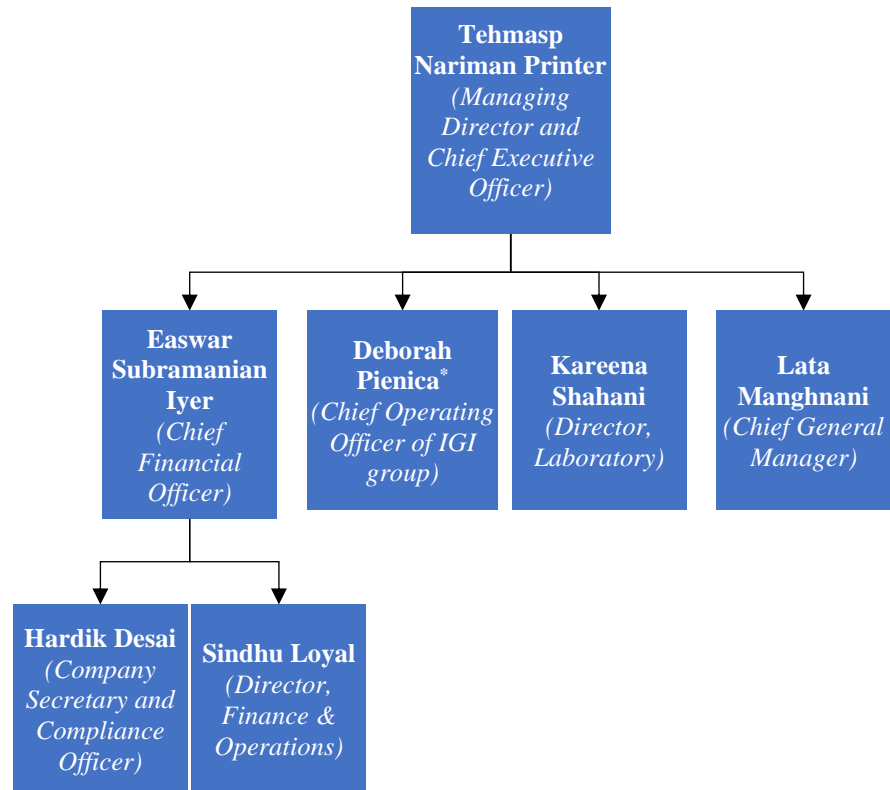 Tehmasp
Nariman Printer
(Managing
Director and
Chief Executive
Officer)
Easwar
Subramanian
Iyer
(Chief
Financial
Officer)
Deborah
Pienica*
(Chief Operating
Officer of IGI
group)
Kareena
Shahani
(Director,
Laboratory)
Lata
Manghnani
(Chief General
Manager)
Hardik Desai
(Company
Secretary and
Compliance
Officer)
Sindhu Loyal
(Director,
Finance &
Operations)